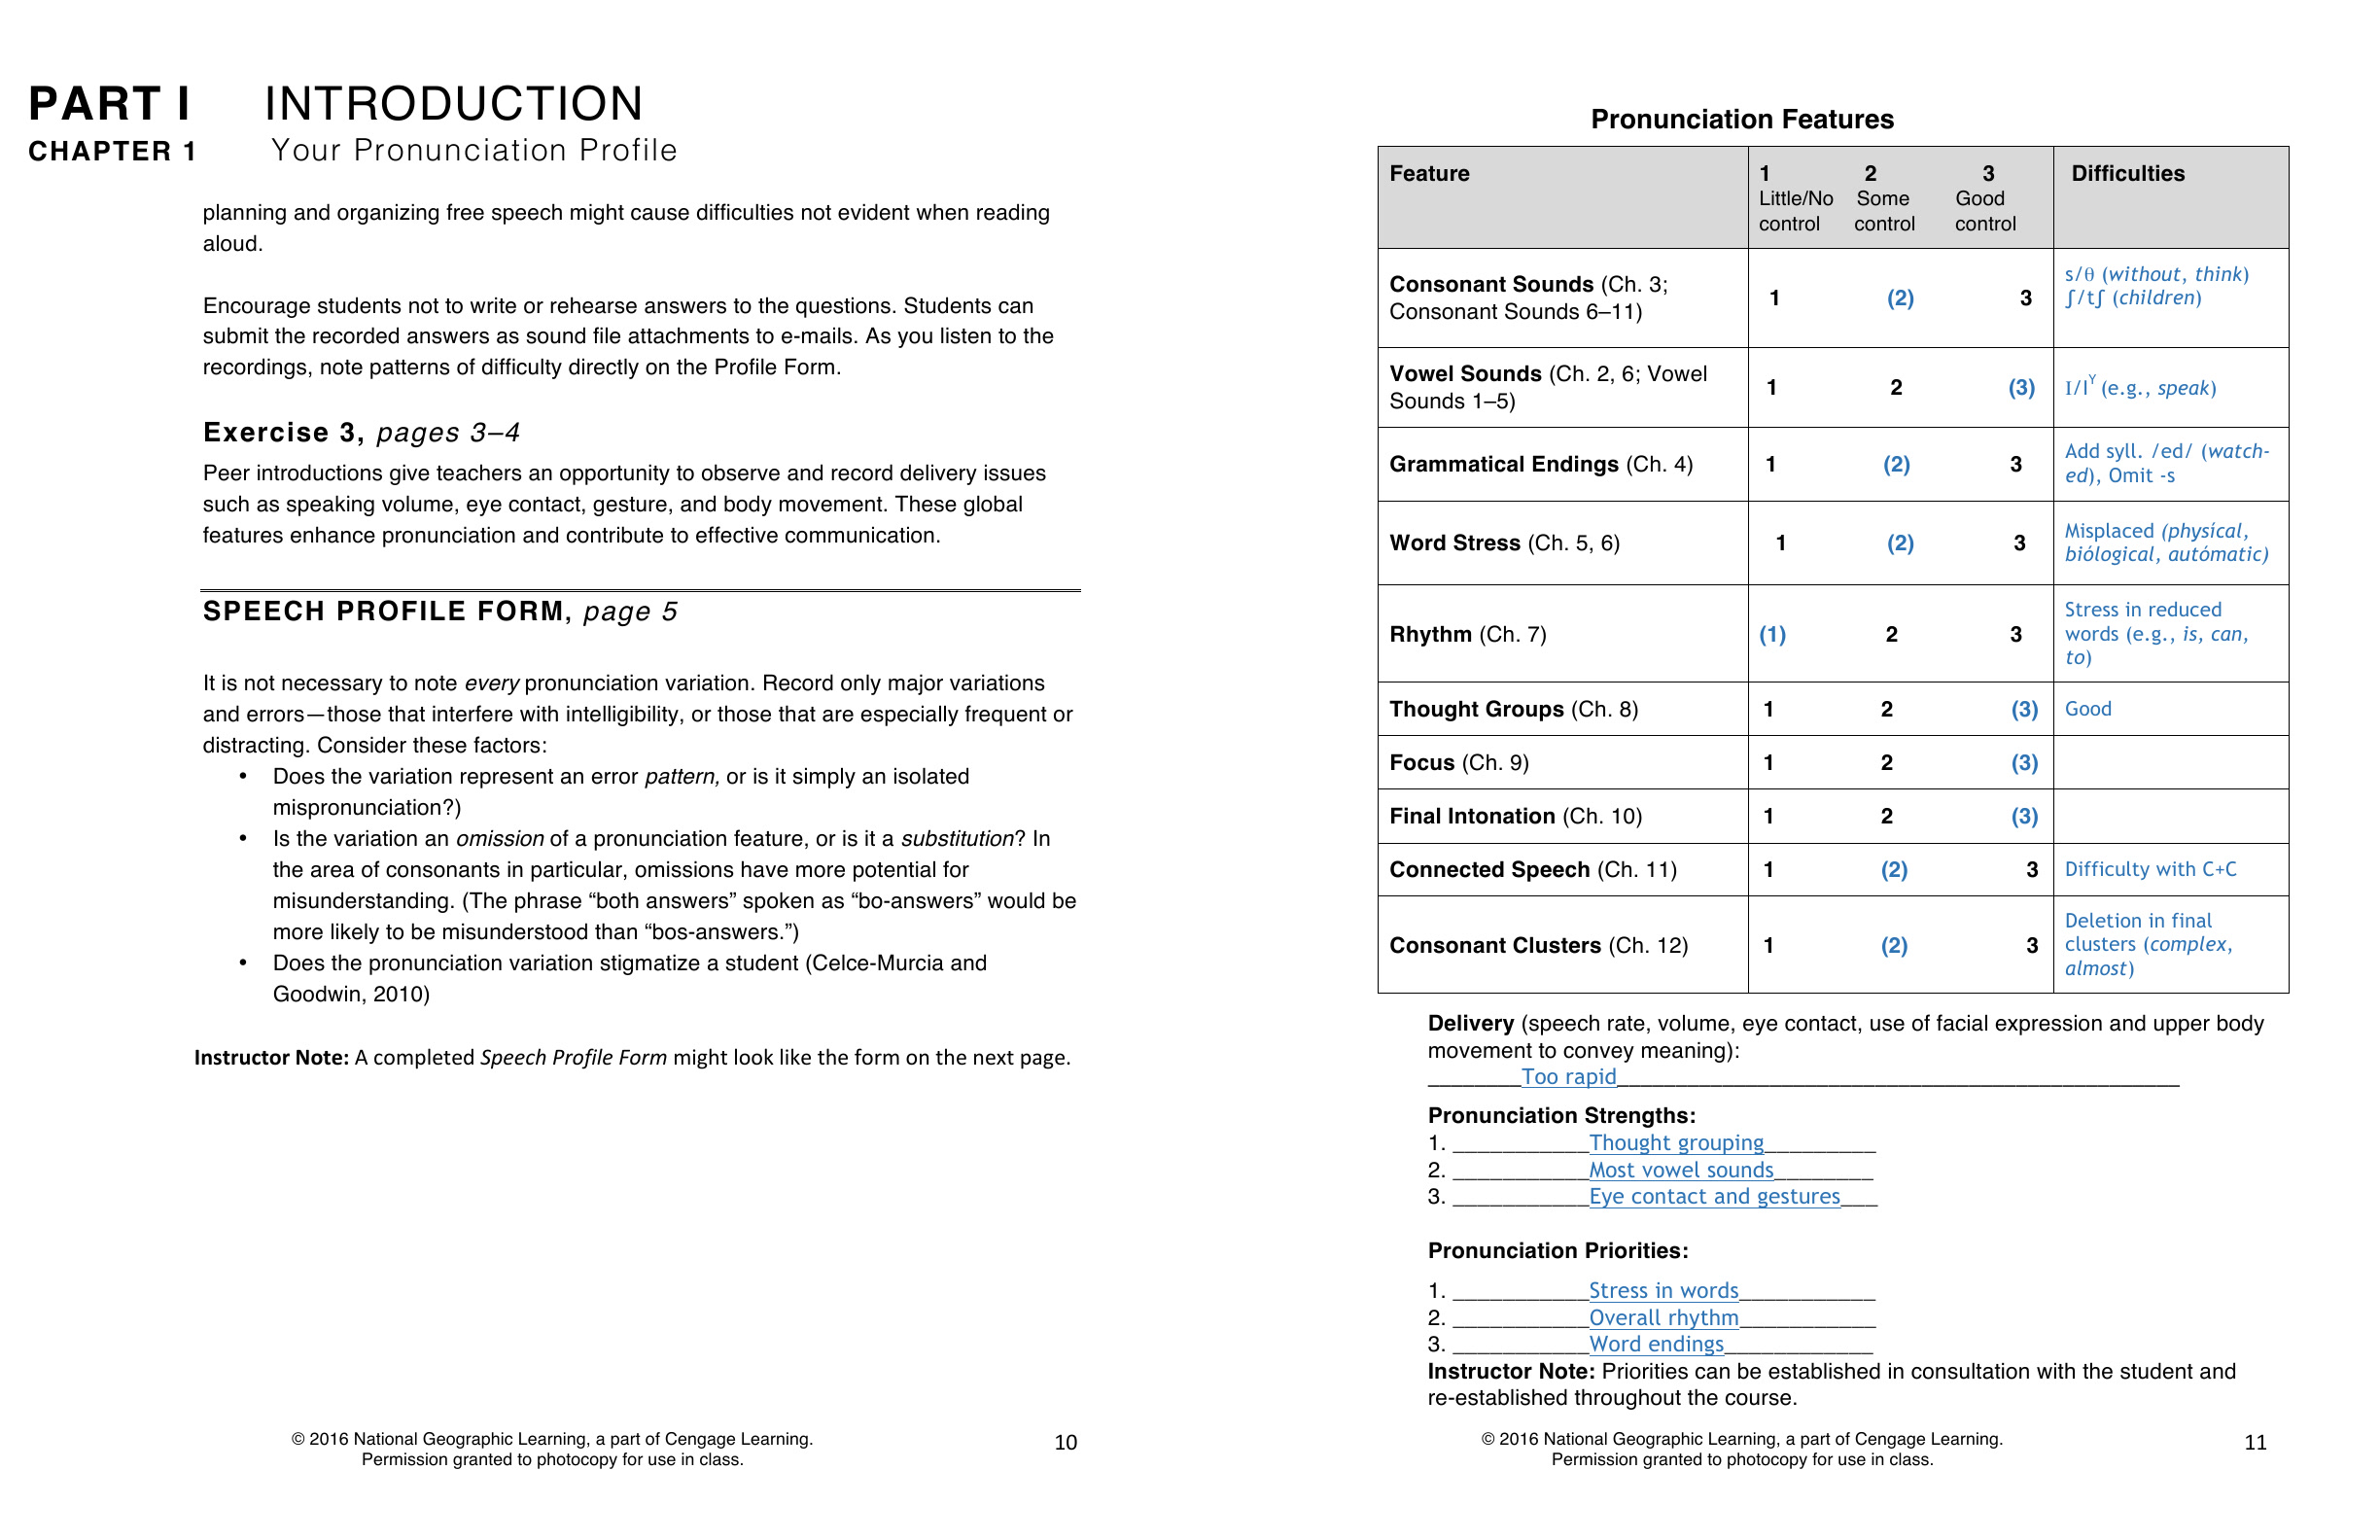 PART I INTRODUCTION
CHAPTER 1 Your Pronunciation Profile
planning and organizing free speech might cause difficulties not evident when reading
aloud.
Encourage students not to write or rehearse answers to the questions. Students can
submit the recorded answers as sound file attachments to e-mails. As you listen to the
recordings, note patterns of difficulty directly on the Profile Form.
Exercise 3, pages 3–4
Peer introductions give teachers an opportunity to observe and record delivery issues
such as speaking volume, eye contact, gesture, and body movement. These global
features enhance pronunciation and contribute to effective communication.
SPEECH PROFILE FORM, page 5
It is not necessary to note every pronunciation variation. Record only major variations
and errors—those that interfere with intelligibility, or those that are especially frequent or
distracting. Consider these factors:
• Does the variation represent an error pattern, or is it simply an isolated
mispronunciation?)
• Is the variation an omission of a pronunciation feature, or is it a substitution? In
the area of consonants in particular, omissions have more potential for
misunderstanding. (The phrase “both answers” spoken as “bo-answers” would be
more likely to be misunderstood than “bos-answers.”)
• Does the pronunciation variation stigmatize a student (Celce-Murcia and
Goodwin, 2010)
Instructor Note: A completed Speech Profile Form might look like the form on the next page.
© 2016 National Geographic Learning, a part of Cengage Learning.
Permission granted to photocopy for use in class.
10
Pronunciation Features
Feature 1 2 3 Difficulties
Little/No Some Good
control control control
Consonant Sounds (Ch. 3;
Consonant Sounds 6–11)
1 (2) 3
s/θ (without, think)
ʃ/tʃ (children)
Vowel Sounds (Ch. 2, 6; Vowel
Sounds 1–5)
1 2 (3)
I/Iʸ (e.g., speak)
Grammatical Endings (Ch. 4)
1 (2) 3
Add syll. /ed/ (watch-
ed), Omit -s
Word Stress (Ch. 5, 6)
1 (2) 3
Misplaced (physícal,
biólogical, autómatic)
Rhythm (Ch. 7)
(1) 2 3
Stress in reduced
words (e.g., is, can,
to)
Thought Groups (Ch. 8) 1 2 (3) Good
Focus (Ch. 9) 1 2 (3)
Final Intonation (Ch. 10) 1 2 (3)
Connected Speech (Ch. 11) 1 (2) 3 Difficulty with C+C
Consonant Clusters (Ch. 12)
1 (2) 3
Deletion in final
clusters (complex,
almost)
Delivery (speech rate, volume, eye contact, use of facial expression and upper body
movement to convey meaning):
Too rapid
Pronunciation Strengths:
1. Thought grouping
2. Most vowel sounds
3. Eye contact and gestures
Pronunciation Priorities:
1. Stress in words
2. Overall rhythm
3. Word endings
Instructor Note: Priorities can be established in consultation with the student and
re-established throughout the course.
© 2016 National Geographic Learning, a part of Cengage Learning.
Permission granted to photocopy for use in class.
11